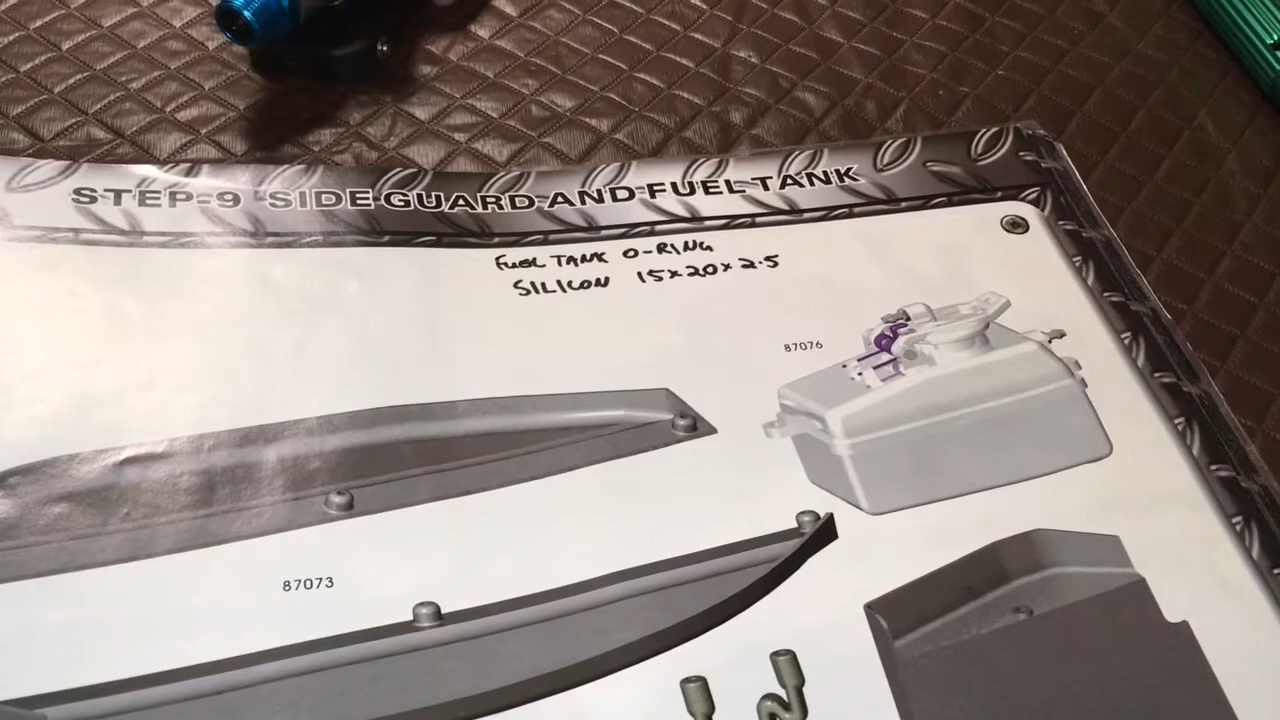 STEP-9 SIDE GUARD AND FUEL TANK
FUEL TANK O-RING
SILICON 15x20x2.5
87076
87073